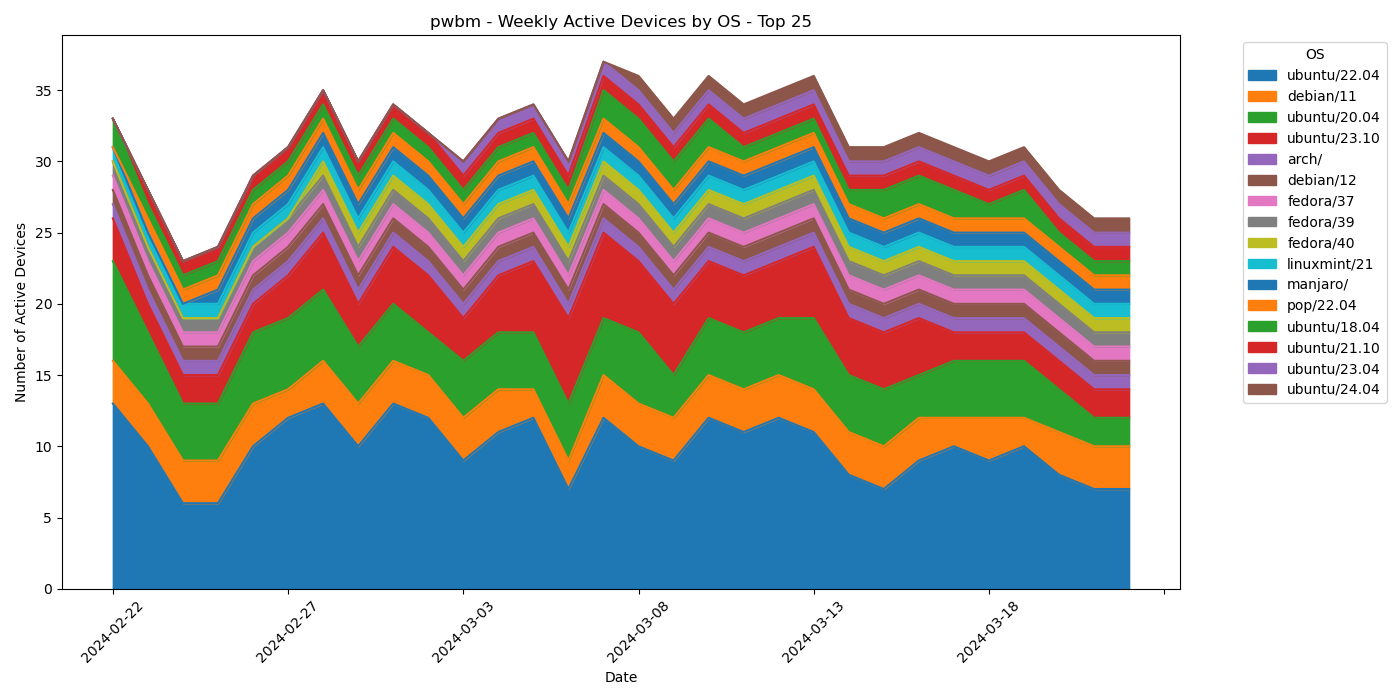 pwbm - Weekly Active Devices by OS - Top 25
Number of Active Devices
35
30
25
20
15
10
5
0
2024-02-22
2024-02-27
2024-03-03
2024-03-08
2024-03-13
2024-03-18
Date
OS
ubuntu/22.04
debian/11
ubuntu/20.04
ubuntu/23.10
arch/
debian/12
fedora/37
fedora/39
fedora/40
linuxmint/21
manjaro/
pop/22.04
ubuntu/18.04
ubuntu/21.10
ubuntu/23.04
ubuntu/24.04